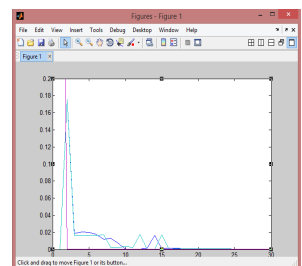 Figures - Figure 1
File Edit View Insert Tools Debug Desktop Window Help
Figure 1 ×
0.2
0.18
0.16
0.14
0.12
0.1
0.08
0.06
0.04
0.02
0
0 5 10 15 20 25 30
Click and drag to move Figure 1 or its button...